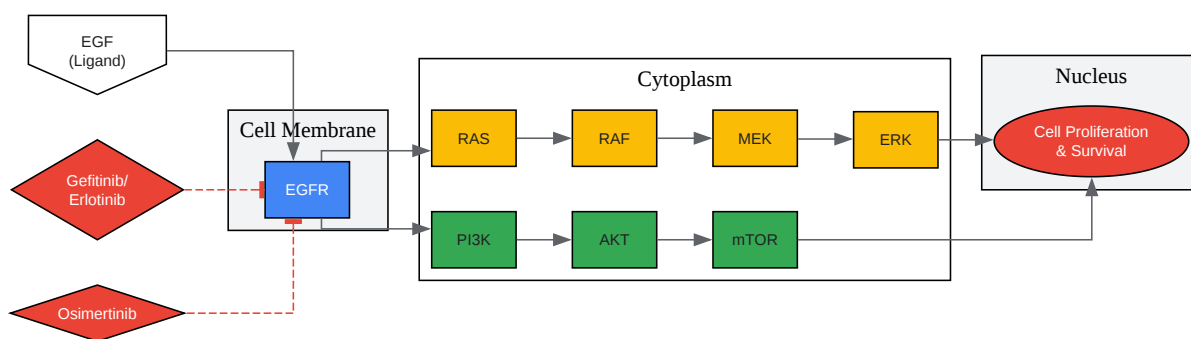 EGF
(Ligand)
Cell Membrane
EGFR
Gefitinib/
Erlotinib
Osimertinib
Cytoplasm
RAS
RAF
MEK
ERK
PI3K
AKT
mTOR
Nucleus
Cell Proliferation
& Survival